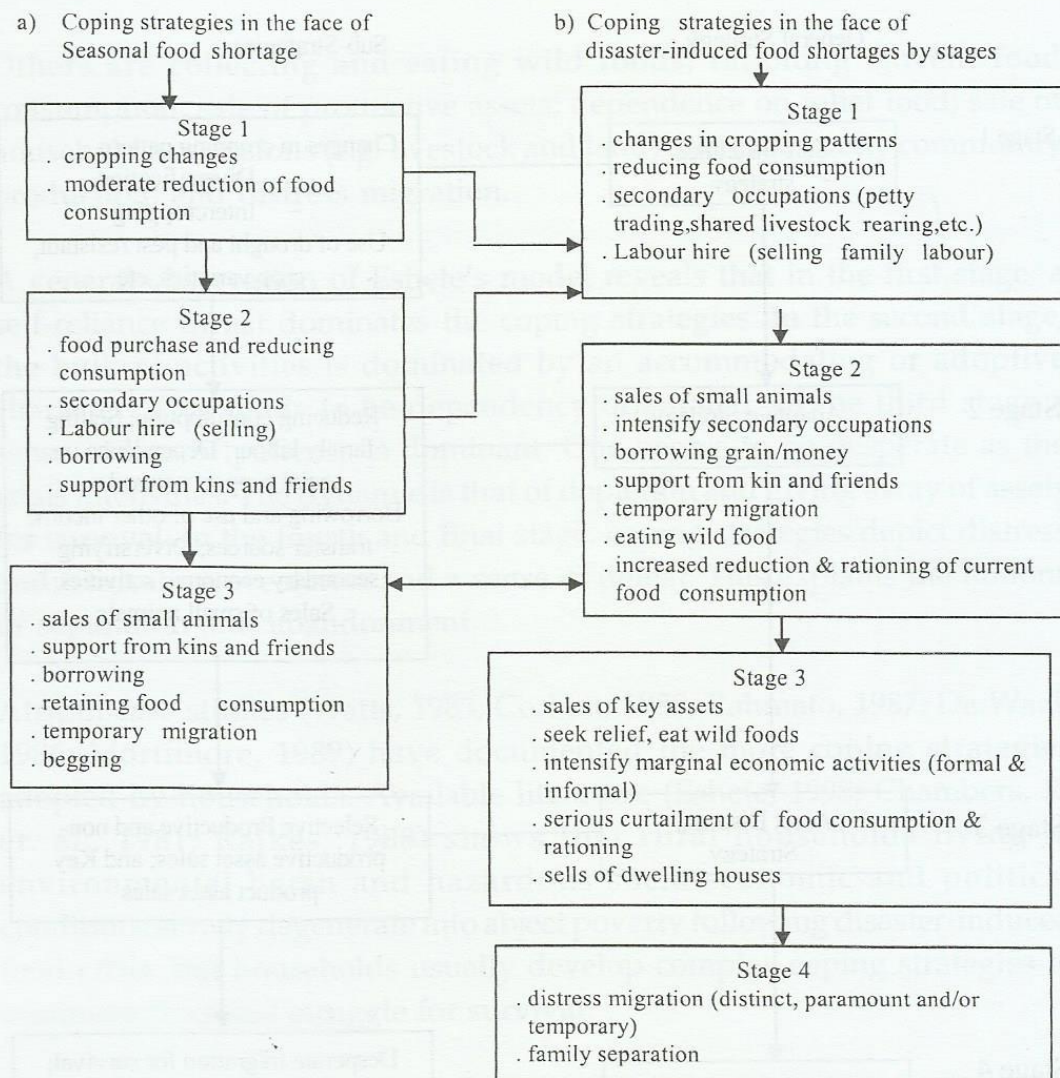 a) Coping strategies in the face of
Seasonal food shortage
Stage 1
. cropping changes
. moderate reduction of food
consumption
Stage 2
. food purchase and reducing
consumption
. secondary occupations
. Labour hire (selling)
. borrowing
. support from kins and friends
Stage 3
. sales of small animals
. support from kins and friends
. borrowing
. retaining food consumption
. temporary migration
. begging
b) Coping strategies in the face of
disaster-induced food shortages by stages
Stage 1
. changes in cropping patterns
. reducing food consumption
. secondary occupations (petty
trading,shared livestock rearing,etc.)
. Labour hire (selling family labour)
Stage 2
. sales of small animals
. intensify secondary occupations
. borrowing grain/money
. support from kin and friends
. temporary migration
. eating wild food
. increased reduction & rationing of current
food consumption
Stage 3
. sales of key assets
. seek relief, eat wild foods
. intensify marginal economic activities (formal &
informal)
. serious curtailment of food consumption &
rationing
. sells of dwelling houses
Stage 4
. distress migration (distinct, paramount and/or
temporary)
. family separation